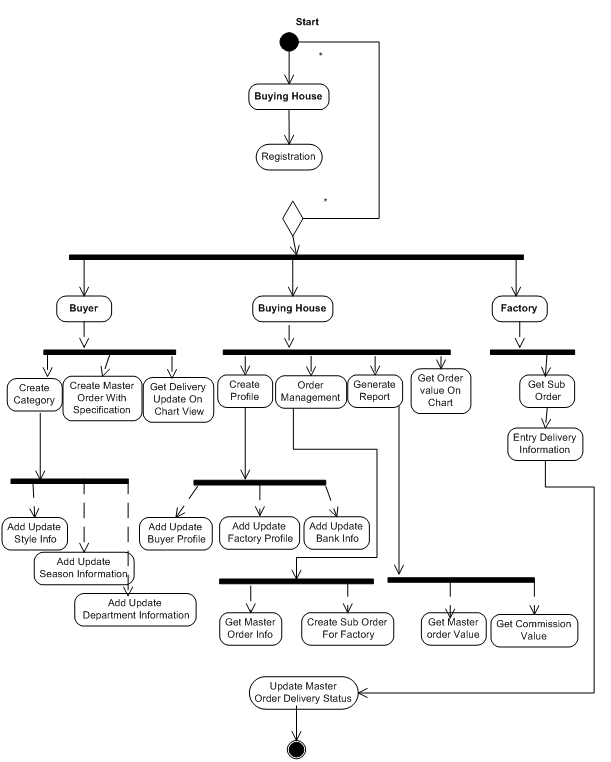 Start
*
Buying House
Registration
*
Buyer
Buying House
Factory
Create
Category
Create Master
Order With
Specification
Get Delivery
Update On
Chart View
Create
Profile
Order
Management
Generate
Report
Get Order
value On
Chart
Get Sub
Order
Entry Delivery
Information
Add Update
Style Info
Add Update
Season Information
Add Update
Department Information
Add Update
Buyer Profile
Add Update
Factory Profile
Add Update
Bank Info
Get Master
Order Info
Create Sub Order
For Factory
Get Master
order Value
Get Commission
Value
Update Master
Order Delivery Status